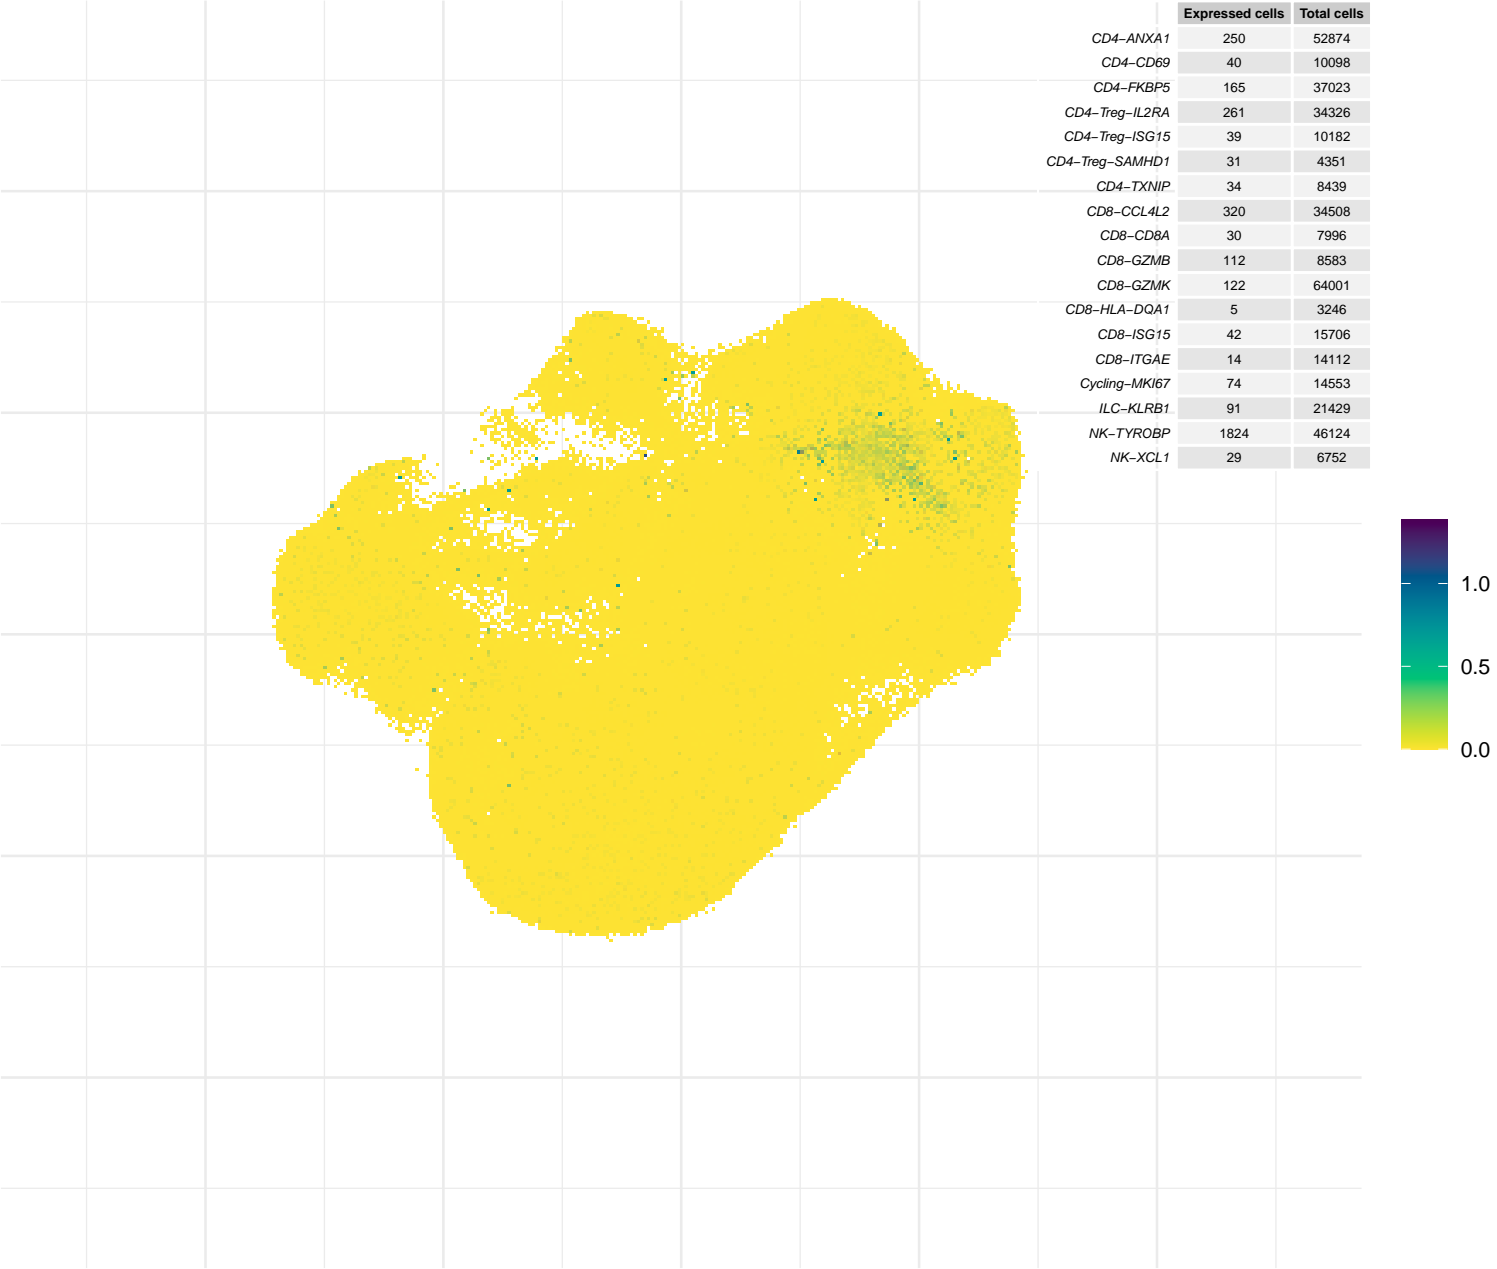 Expressed cells Total cells
CD4−ANXA1 250 52874
CD4−CD69 40 10098
CD4−FKBP5 165 37023
CD4−Treg−IL2RA 261 34326
CD4−Treg−ISG15 39 10182
CD4−Treg−SAMHD1 31 4351
CD4−TXNIP 34 8439
CD8−CCL4L2 320 34508
CD8−CD8A 30 7996
CD8−GZMB 112 8583
CD8−GZMK 122 64001
CD8−HLA−DQA1 5 3246
CD8−ISG15 42 15706
CD8−ITGAE 14 14112
Cycling−MKI67 74 14553
ILC−KLRB1 91 21429
NK−TYROBP 1824 46124
NK−XCL1 29 6752
1.0
0.5
0.0